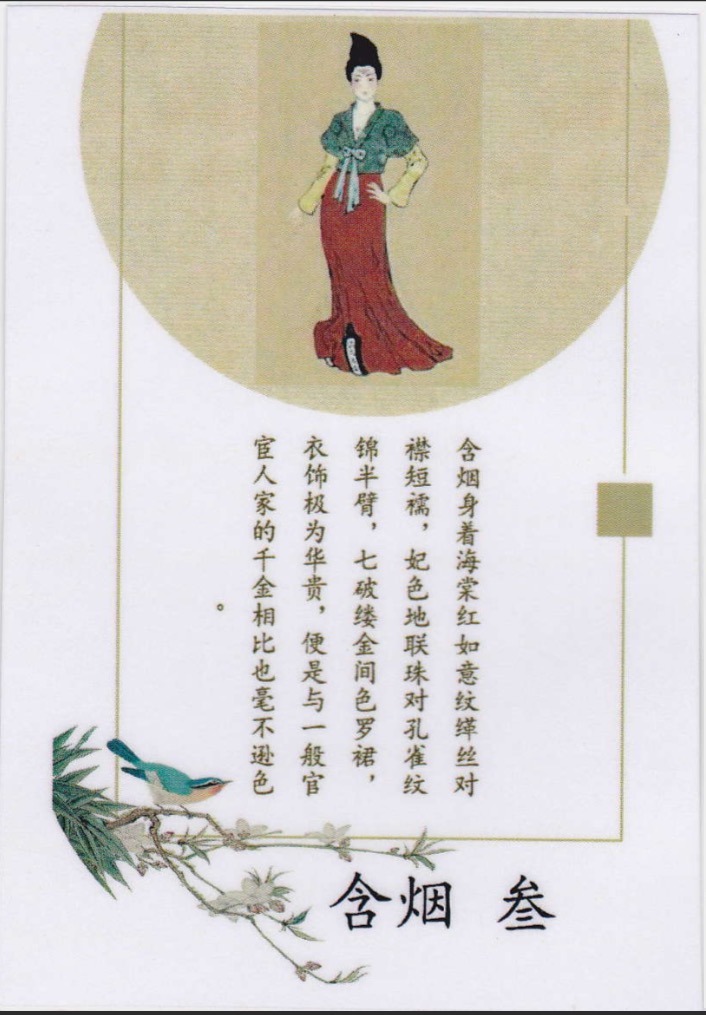 含烟身着海棠红如意纹缂丝对
襟短襦，妃色地联珠对孔雀纹
锦半臂，七破缕金间色罗裙，
衣饰极为华贵，便是与一般官
宦人家的千金相比也毫不逊色
。
含烟 叁